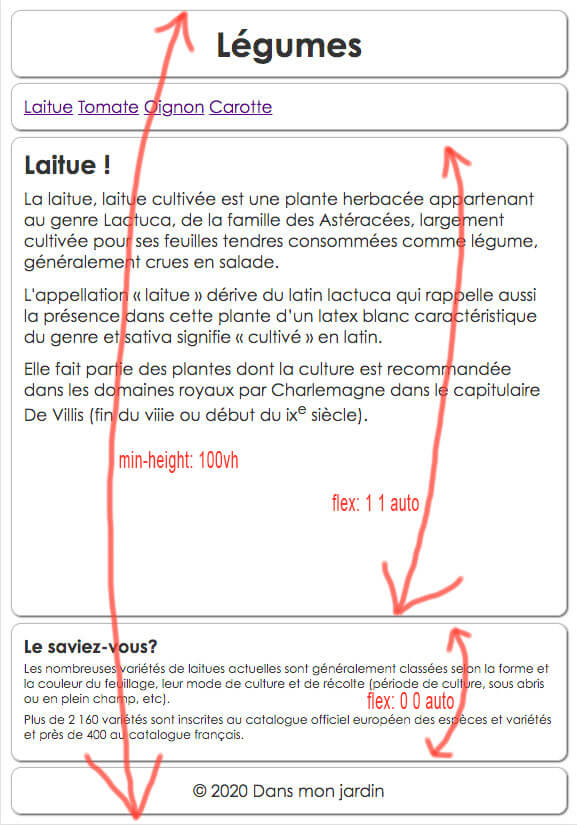 Légumes
Laitue Tomate Oignon Carotte
Laitue !
La laitue, laitue cultivée est une plante herbacée appartenant
au genre Lactuca, de la famille des Astéracées, largement
cultivée pour ses feuilles tendres consommées comme légume,
généralement crues en salade.
L'appellation « laitue » dérive du latin lactuca qui rappelle aussi
la présence dans cette plante d'un latex blanc caractéristique
du genre et sativa signifie « cultivé » en latin.
Elle fait partie des plantes dont la culture est recommandée
dans les domaines royaux par Charlemagne dans le capitulaire
De Villis (fin du viiie ou début du ixe siècle).
min-height: 100vh
flex: 1 1 auto
Le saviez-vous?
Les nombreuses variétés de laitues actuelles sont généralement classées selon la forme et
la couleur du feuillage, leur mode de culture et de récolte (période de culture, sous abris
ou en plein champ, etc).
flex: 0 0 auto
Plus de 2 160 variétés sont inscrites au catalogue officiel européen des espèces et variétés
et près de 400 au catalogue français.
© 2020 Dans mon jardin